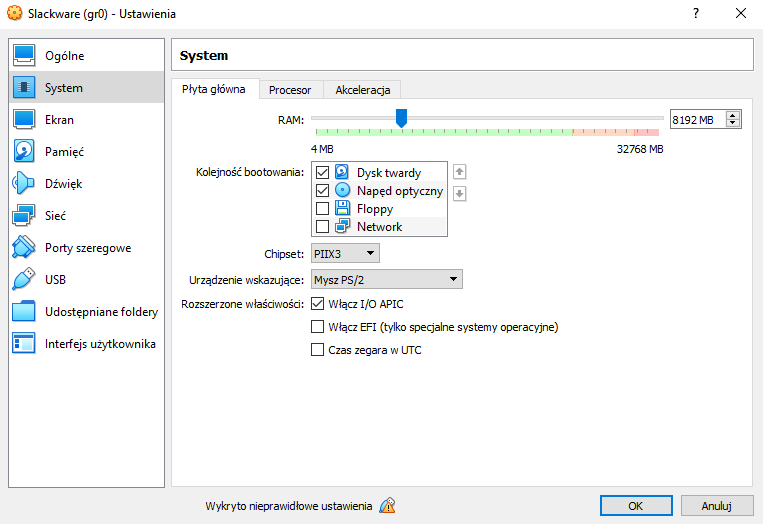 Slackware (gr0) - Ustawienia
Ogólne
System
Ekran
Pamięć
Dźwięk
Sieć
Porty szeregowe
USB
Udostępniane foldery
Interfejs użytkownika
System
Płyta główna Procesor Akceleracja
RAM: 8192 MB
4 MB 32768 MB
Kolejność bootowania: Dysk twardy
Napęd optyczny
Floppy
Network
Chipset: PIIX3
Urządzenie wskazujące: Mysz PS/2
Rozszerzone właściwości: Włącz I/O APIC
Włącz EFI (tylko specjalne systemy operacyjne)
Czas zegara w UTC
Wykryto nieprawidłowe ustawienia OK Anuluj